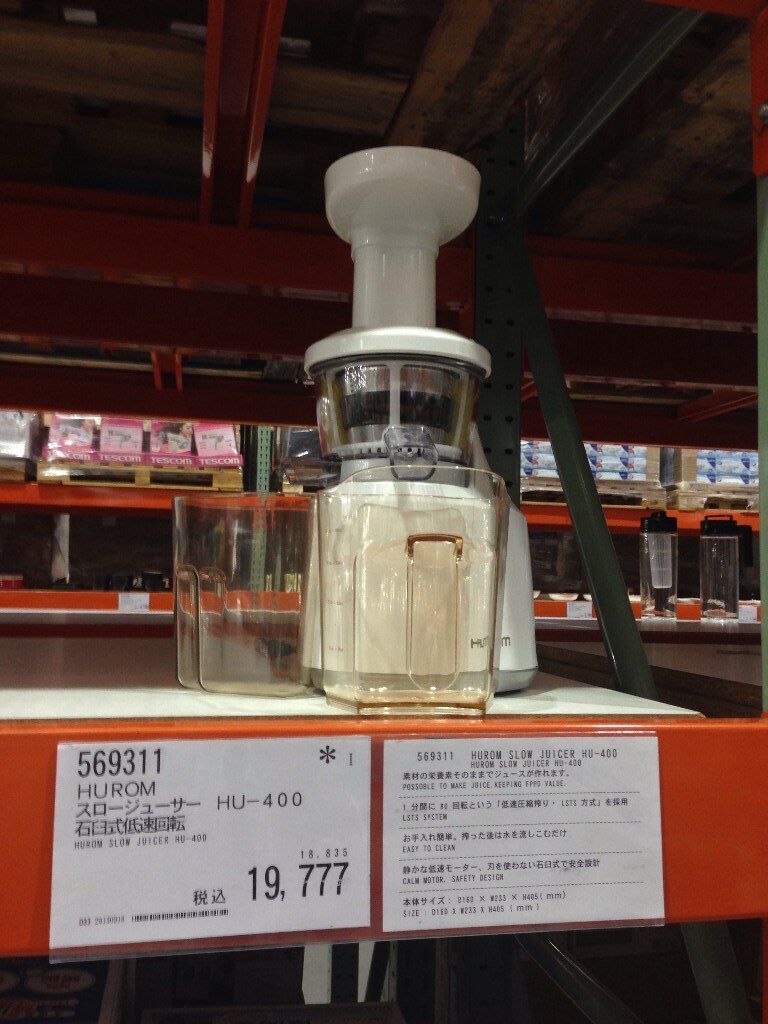 TESCOM TESCOM TESCOM TESCOM
HUROM
569311
* I
HUROM
スロージューサー HU-400
石臼式低速回転
HUROM SLOW JUICER HU-400
18,835
税込 19,777
569311 HUROM SLOW JUICER HU-400
HUROM SLOW JUICER HU-400
素材の栄養素そのままでジュースが作れます。
POSSOBLE TO MAKE JUICE,KEEPING FPPD VALUE.
1分間に 80 回転という「低速圧縮搾り・ LSTS 方式」を採用
LSTS SYSTEM
お手入れ簡単。搾った後は水を流しこむだけ
EASY TO CLEAN
静かな低速モーター、刃を使わない石臼式で安全設計
CALM MOTOR. SAFETY DESIGN
本体サイズ: D160 × W233 × H405(mm)
SIZE : D160 X W233 X H405 (mm)